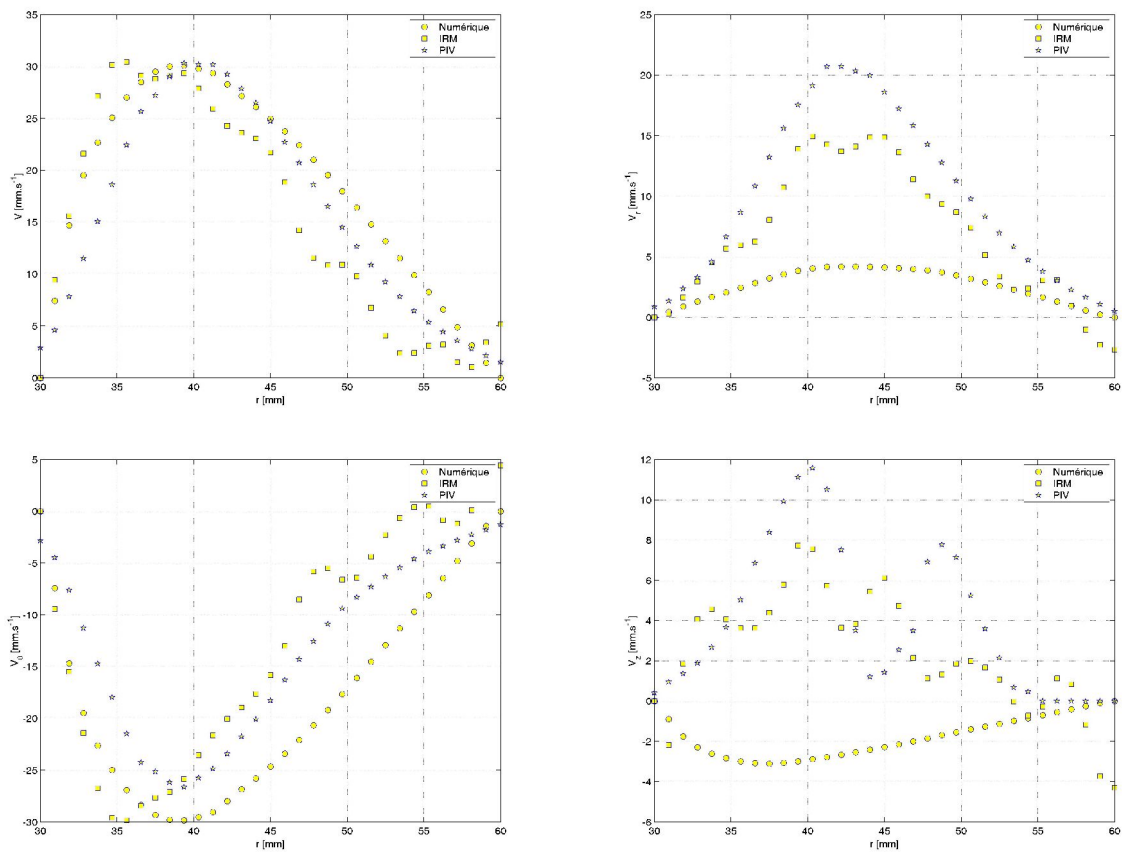 35
30
25
20
15
10
5
0
V [mm.s⁻¹]
30 35 40 45 50 55 60
r [mm]
Numérique
IRM
PIV
20
15
10
5
0
-5
Vr [mm.s⁻¹]
30 35 40 45 50 55 60
r [mm]
Numérique
IRM
PIV
5
0
-5
-10
-15
-20
-25
-30
Vθ [mm.s⁻¹]
30 35 40 45 50 55 60
r [mm]
Numérique
IRM
PIV
12
10
8
6
4
2
0
-2
-4
-6
Vz [mm.s⁻¹]
30 35 40 45 50 55 60
r [mm]
Numérique
IRM
PIV